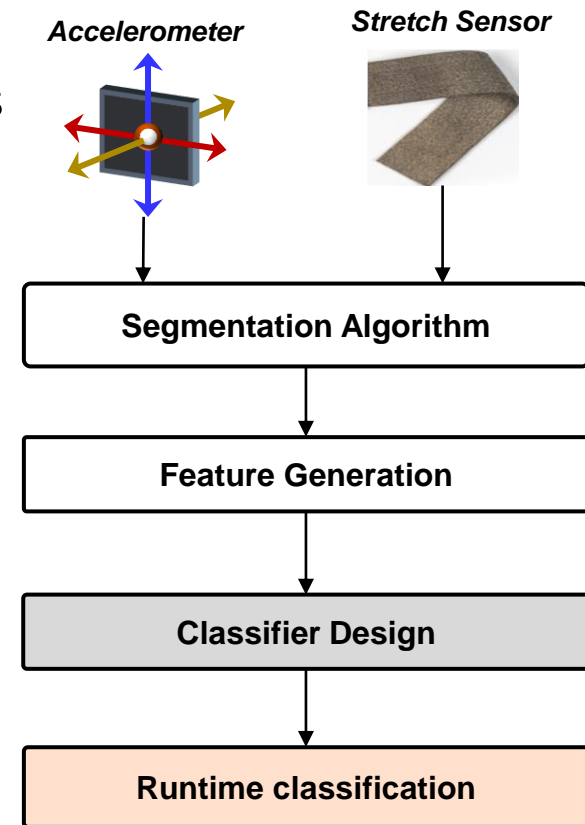 Accelerometer
Stretch Sensor
s
Segmentation Algorithm
Feature Generation
Classifier Design
Runtime classification